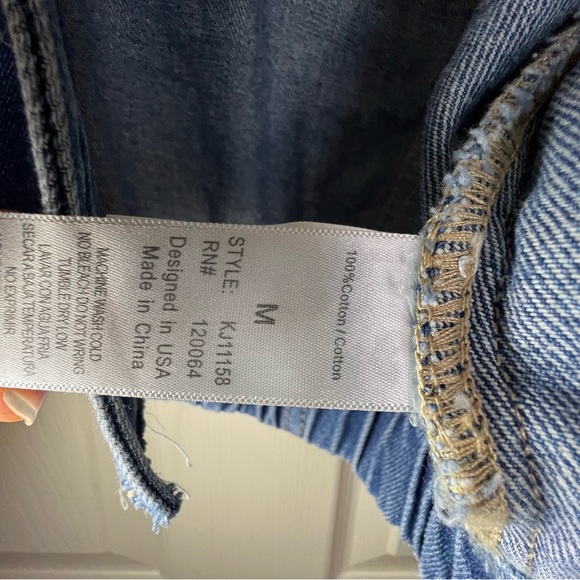 100%Cotton / Cotton
M
STYLE: KJ11158
RN# 120064
Designed in USA
Made in China
MACHINE WASH COLD
NO BLEACH DO NOT WRING
TUMBLE DRY LOW
LAVAR CON AGUA FRIA
SECAR A BAJA TEMPERATURA
NO EXPRIMIR